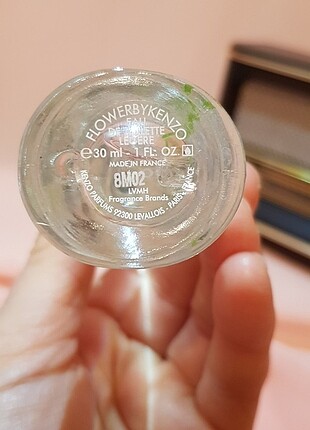 FLOWERBYKENZO
EAU
DE TOILETTE
LÉGÈRE
℮ 30 ml - 1 FL. OZ.
MADE IN FRANCE
8M02
LVMH
Fragrance Brands
KENZO PARFUMS 92300 LEVALLOIS - PARIS FRANCE